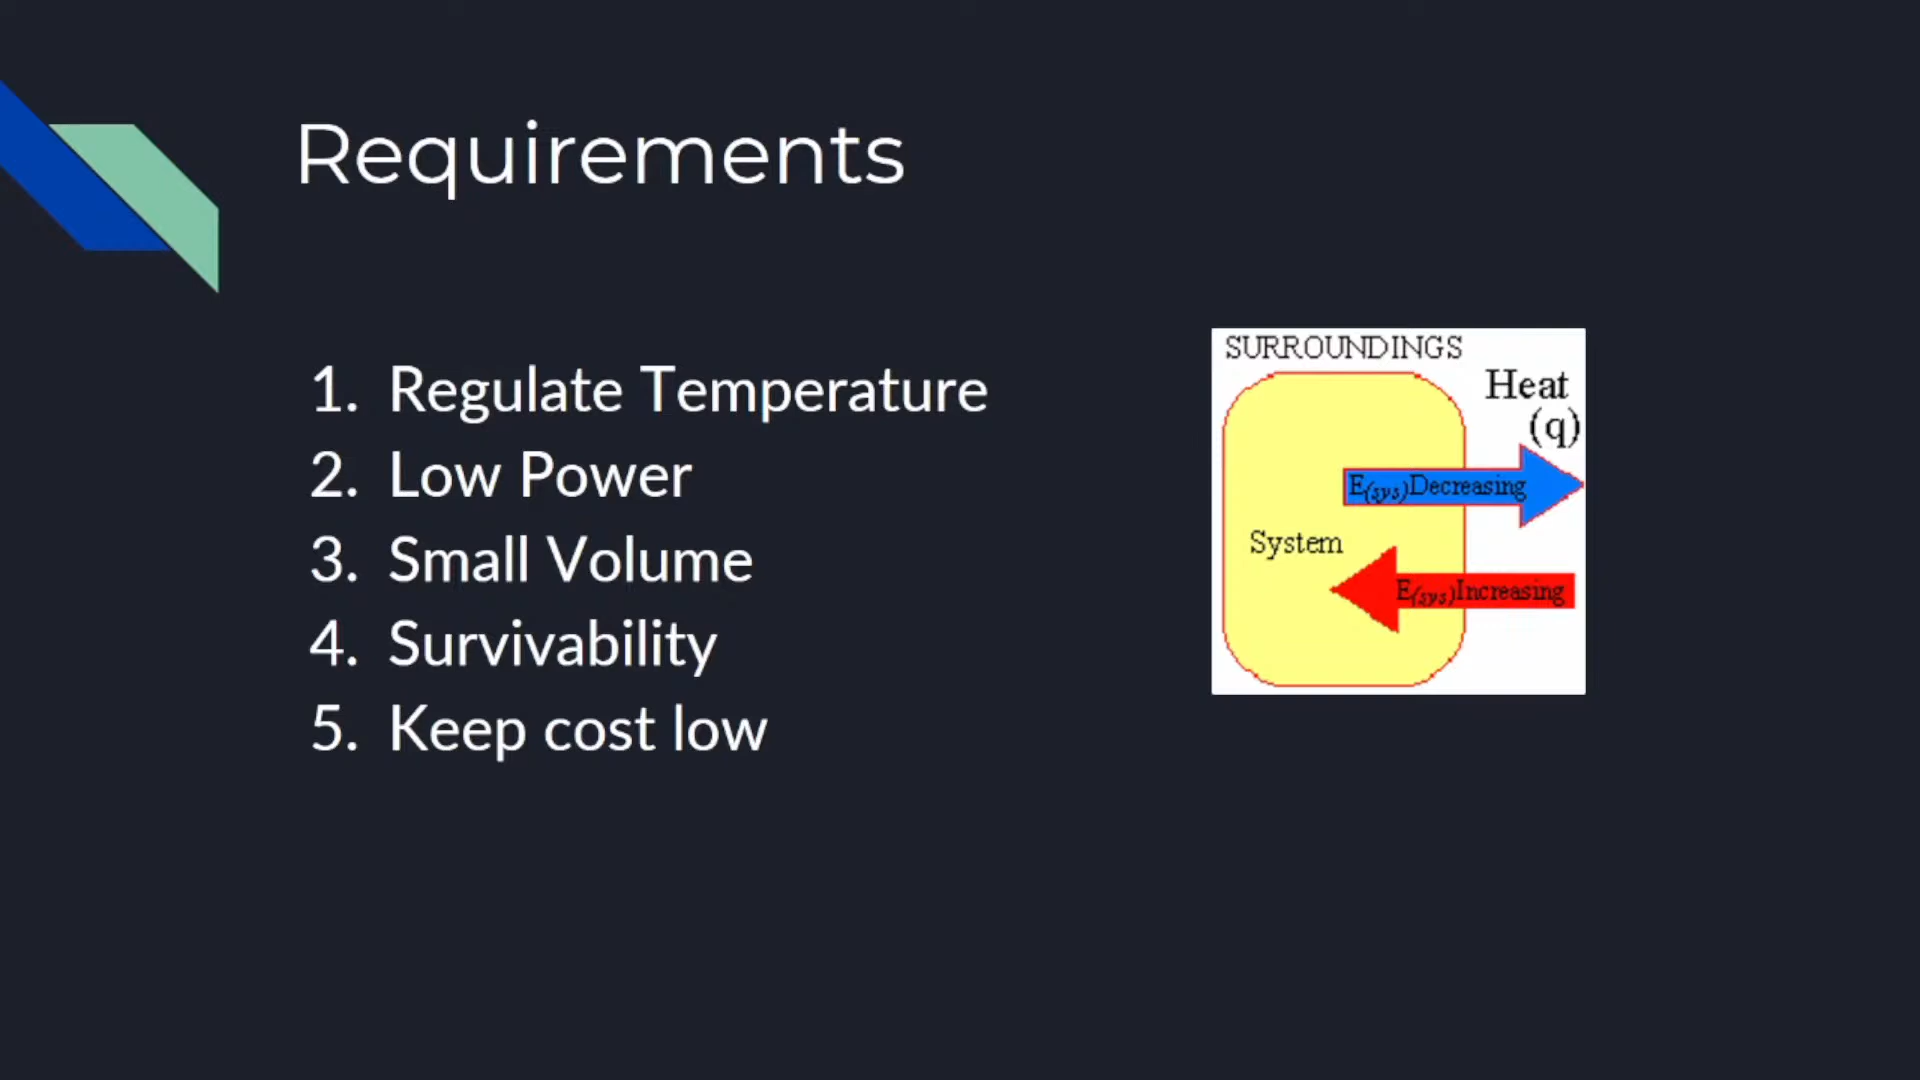 Requirements
1. Regulate Temperature
2. Low Power
3. Small Volume
4. Survivability
5. Keep cost low
SURROUNDINGS
Heat
(q)
E(sys)Decreasing
System
E(sys)Increasing